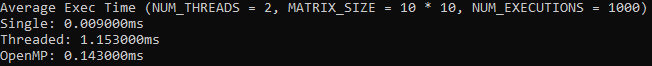 Average Exec Time (NUM_THREADS = 2, MATRIX_SIZE = 10 * 10, NUM_EXECUTIONS = 1000)
Single: 0.009000ms
Threaded: 1.153000ms
OpenMP: 0.143000ms